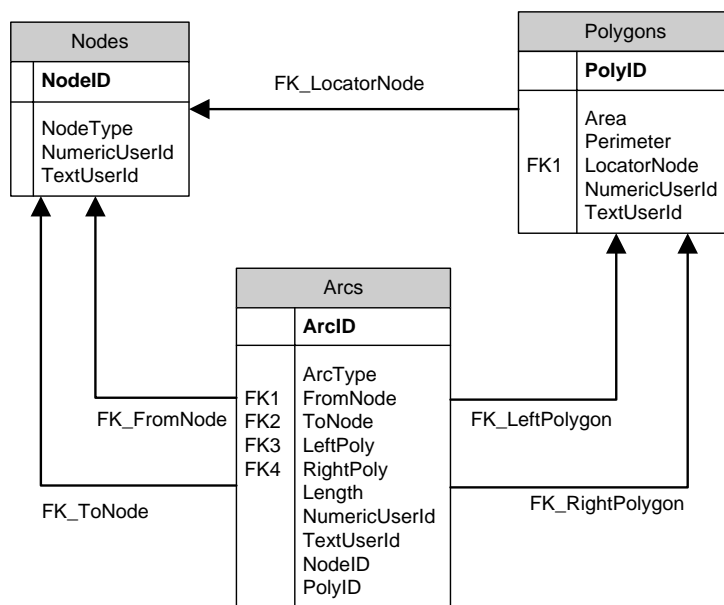 Nodes
NodeID
NodeType
NumericUserId
TextUserId
FK_LocatorNode
Polygons
PolyID
Area
Perimeter
FK1 LocatorNode
NumericUserId
TextUserId
Arcs
ArcID
ArcType
FK1 FromNode
FK2 ToNode
FK3 LeftPoly
FK4 RightPoly
Length
NumericUserId
TextUserId
NodeID
PolyID
FK_FromNode
FK_ToNode
FK_LeftPolygon
FK_RightPolygon